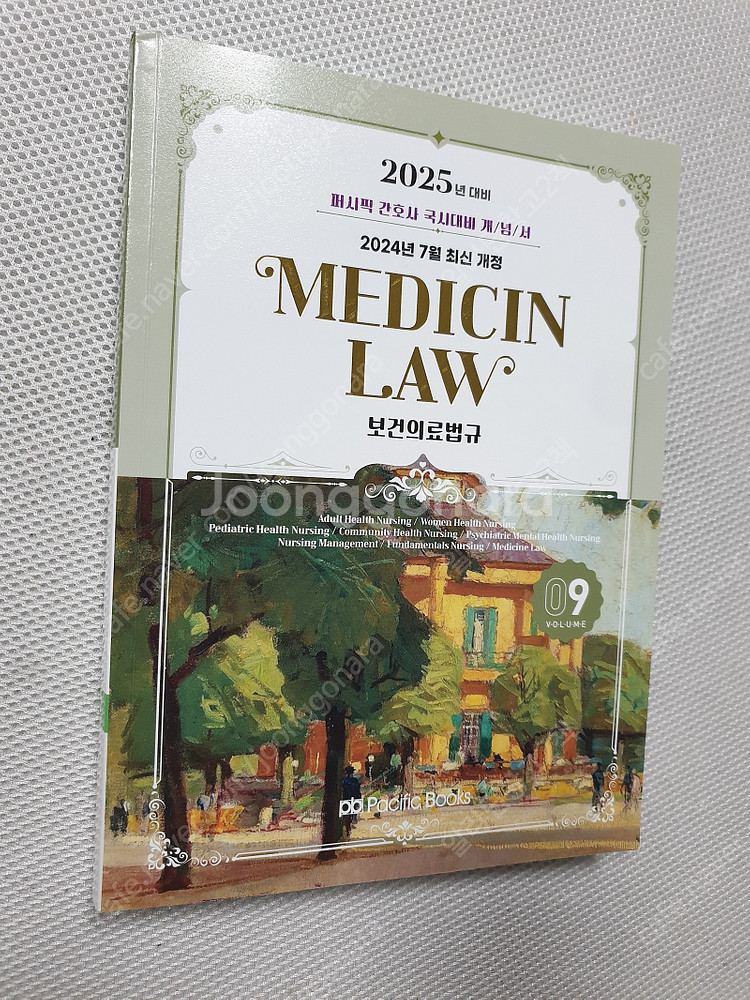 2025년 대비
퍼시픽 간호사 국시대비 개/념/서
2024년 7월 최신 개정
MEDICIN
LAW
보건의료법규
Joonggonara
Adult Health Nursing / Women Health Nursing
Pediatric Health Nursing / Community Health Nursing / Psychiatric Mental Health Nursing
Nursing Management / Fundamentals Nursing / Medicine Law
09
VOLUME
pb Pacific Books